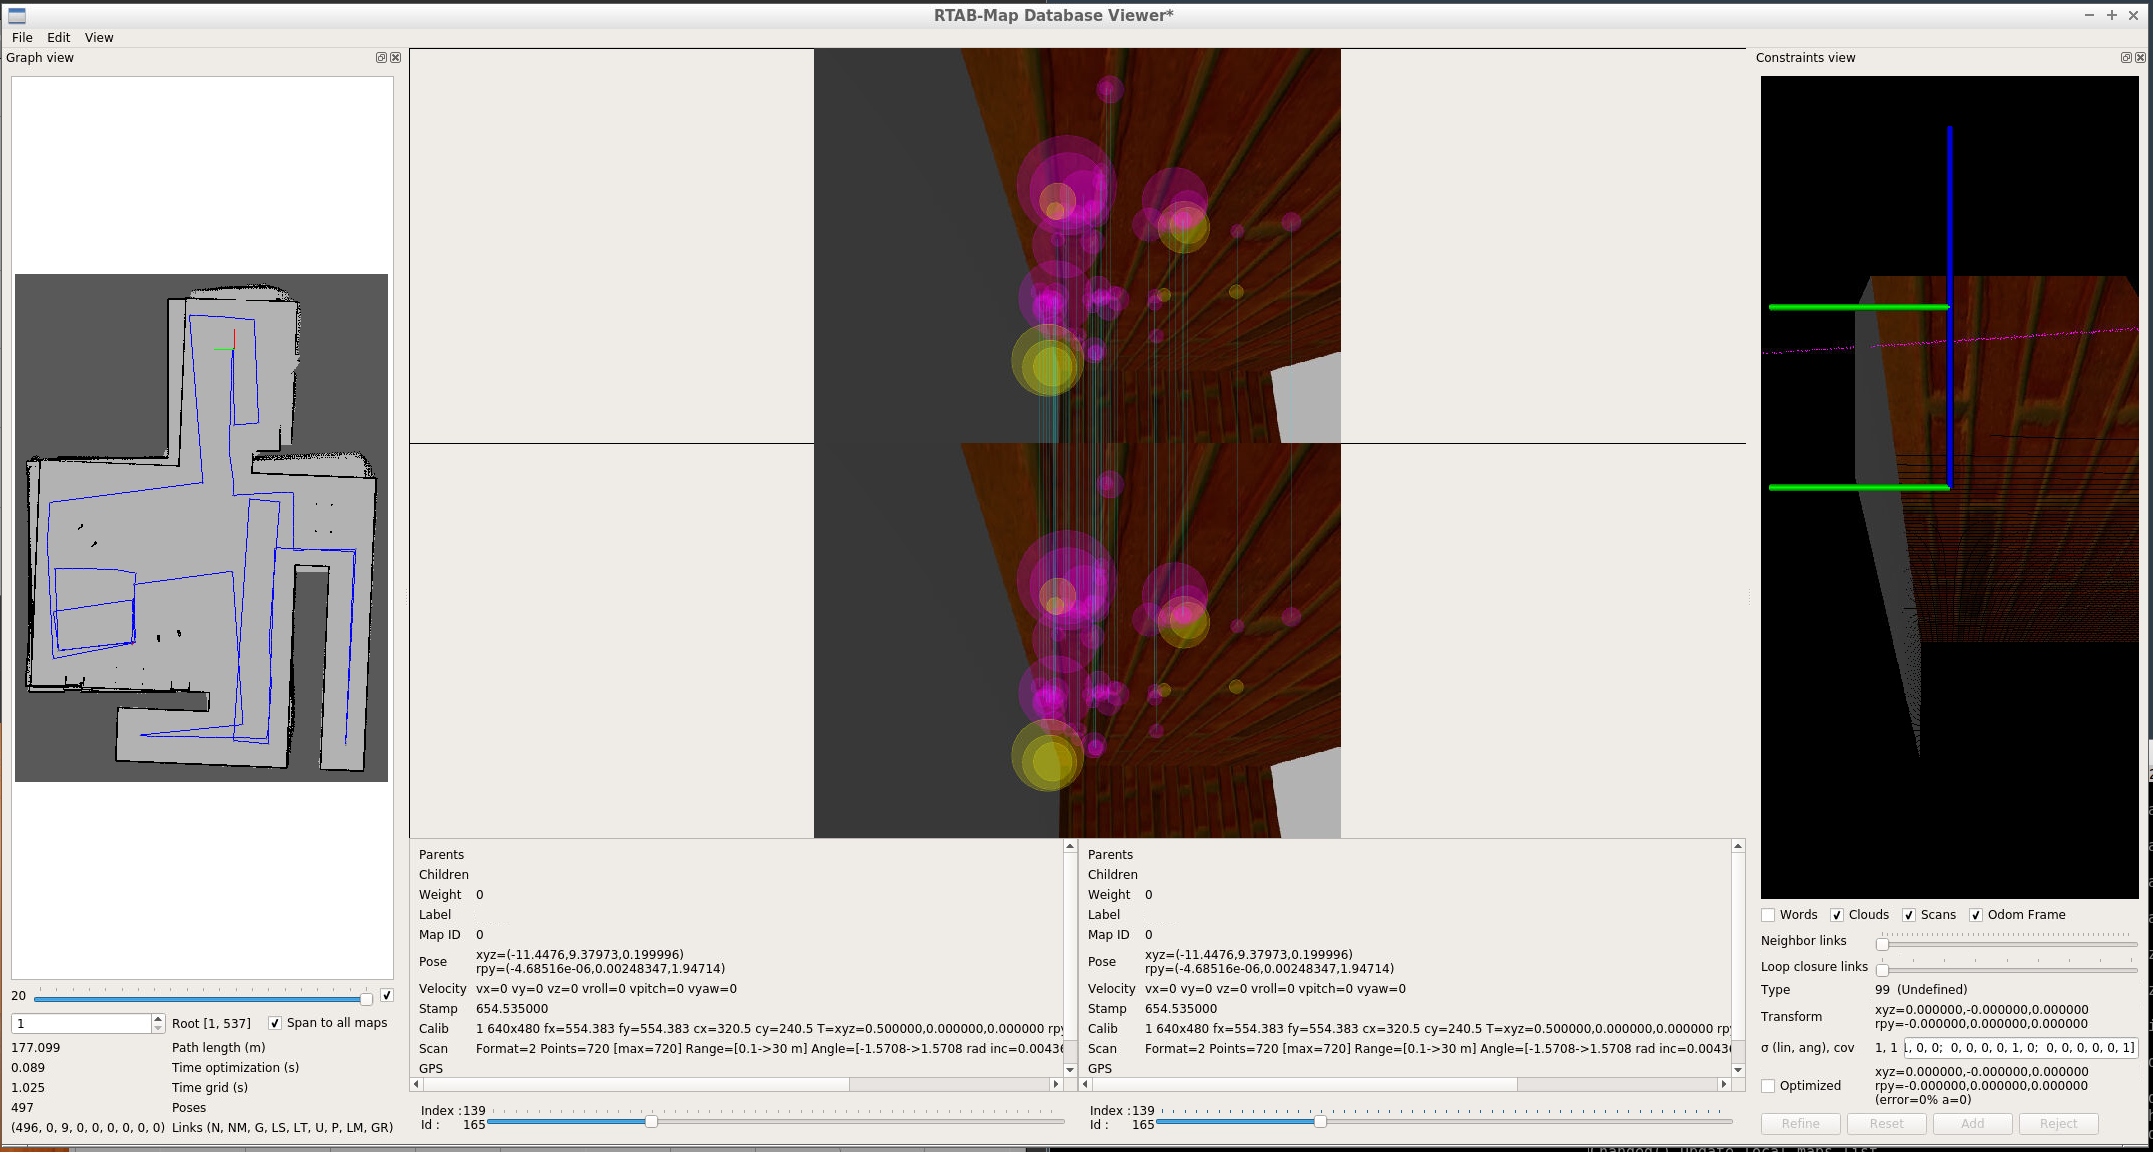 RTAB-Map Database Viewer*
File Edit View
Graph view
Constraints view
20
1 Root [1, 537] Span to all maps
177.099 Path length (m)
0.089 Time optimization (s)
1.025 Time grid (s)
497 Poses
(496, 0, 9, 0, 0, 0, 0, 0, 0) Links (N, NM, G, LS, LT, U, P, LM, GR)
Parents
Children
Weight 0
Label
Map ID 0
Pose xyz=(-11.4476,9.37973,0.199996)
rpy=(-4.68516e-06,0.00248347,1.94714)
Velocity vx=0 vy=0 vz=0 vroll=0 vpitch=0 vyaw=0
Stamp 654.535000
Calib 1 640x480 fx=554.383 fy=554.383 cx=320.5 cy=240.5 T=xyz=0.500000,0.000000,0.000000 rpy
Scan Format=2 Points=720 [max=720] Range=[0.1->30 m] Angle=[-1.5708->1.5708 rad inc=0.00436
GPS
Index : 139
Id : 165
Parents
Children
Weight 0
Label
Map ID 0
Pose xyz=(-11.4476,9.37973,0.199996)
rpy=(-4.68516e-06,0.00248347,1.94714)
Velocity vx=0 vy=0 vz=0 vroll=0 vpitch=0 vyaw=0
Stamp 654.535000
Calib 1 640x480 fx=554.383 fy=554.383 cx=320.5 cy=240.5 T=xyz=0.500000,0.000000,0.000000 rpy
Scan Format=2 Points=720 [max=720] Range=[0.1->30 m] Angle=[-1.5708->1.5708 rad inc=0.0043
GPS
Index : 139
Id : 165
Words Clouds Scans Odom Frame
Neighbor links
Loop closure links
Type 99 (Undefined)
Transform xyz=0.000000,-0.000000,0.000000
rpy=-0.000000,0.000000,0.000000
σ (lin, ang), cov 1, 1 , 0, 0; 0, 0, 0, 0, 1, 0; 0, 0, 0, 0, 0, 1]
Optimized xyz=0.000000,-0.000000,0.000000
rpy=-0.000000,0.000000,0.000000
(error=0% a=0)
Refine Reset Add Reject